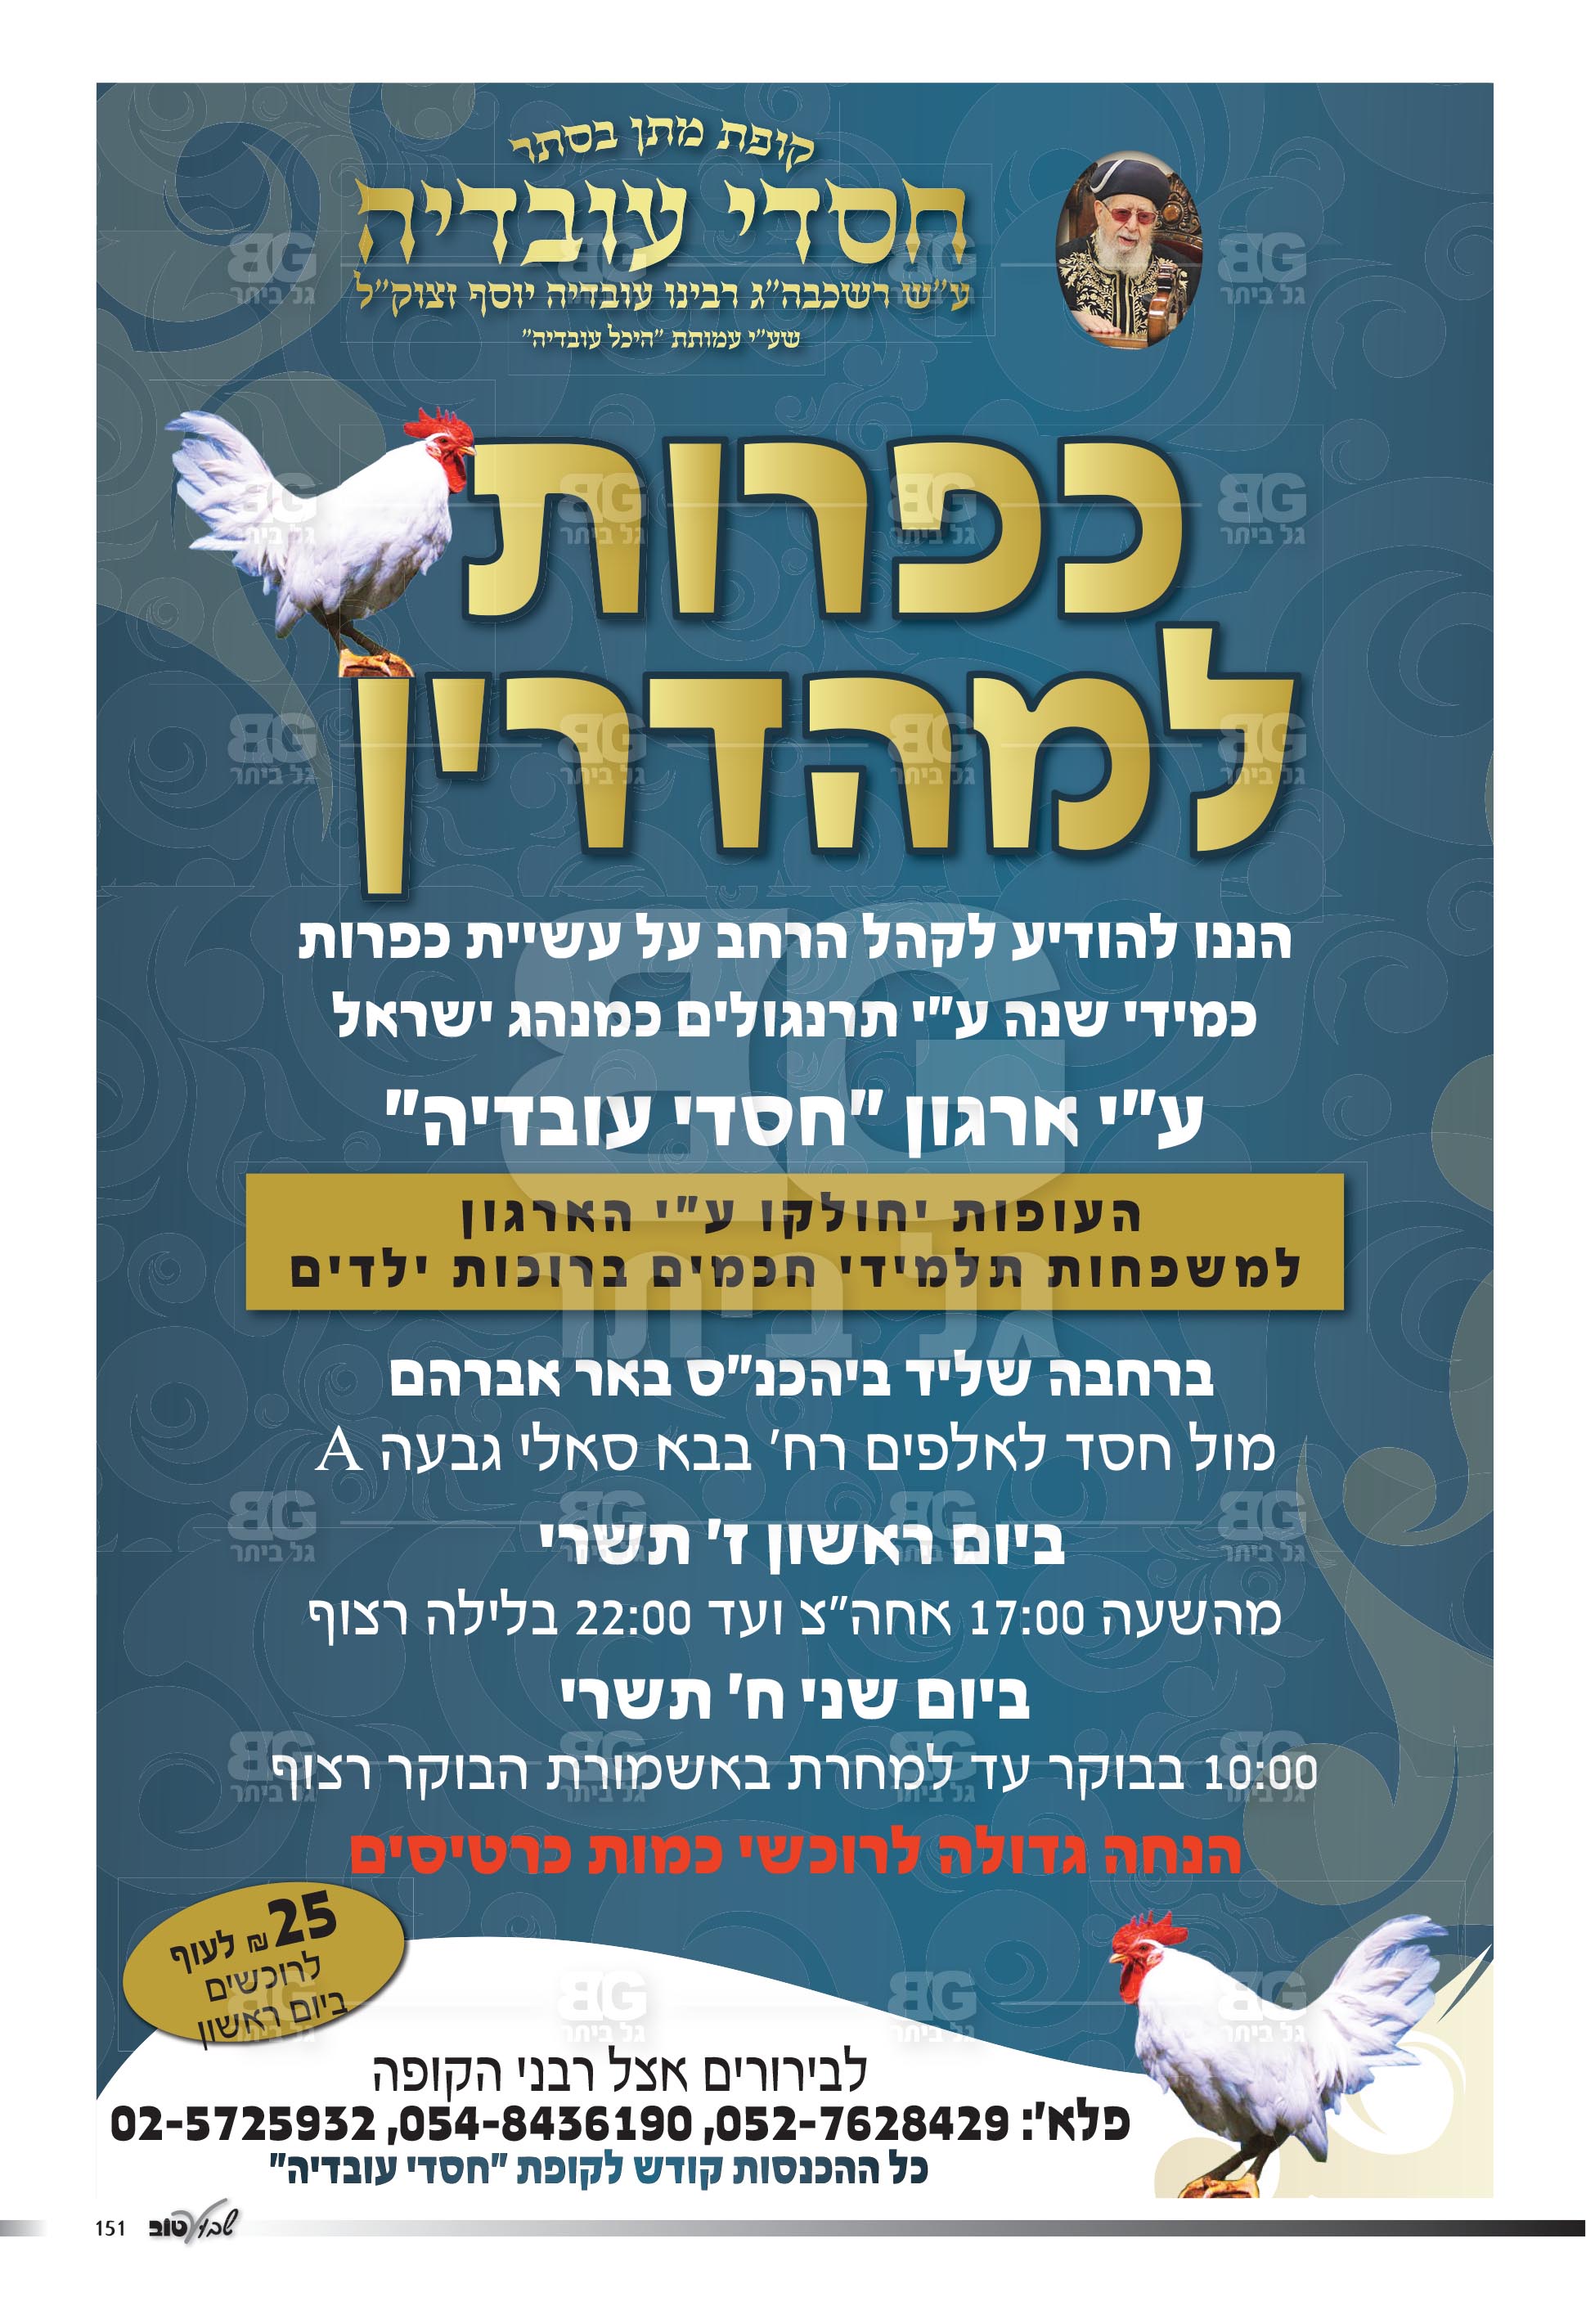 קופת מתן בסתר
חסדי עובדיה
ע"ש רשכבה"ג רבינו עובדיה יוסף זצוק"ל
שע"י עמותת "היכל עובדיה"
כפרות
למהדרין
הננו להודיע לקהל הרחב על עשיית כפרות
כמידי שנה ע"י תרנגולים כמנהג ישראל
ע"י ארגון "חסדי עובדיה"
העופות יחולקו ע"י הארגון
למשפחות תלמידי חכמים ברוכות ילדים
ברחבה שליד ביהכנ"ס באר אברהם
מול חסד לאלפים רח' בבא סאלי גבעה A
ביום ראשון ז' תשרי
מהשעה 17:00 אחה"צ ועד 22:00 בלילה רצוף
ביום שני ח' תשרי
10:00 בבוקר עד למחרת באשמורת הבוקר רצוף
הנחה גדולה לרוכשי כמות כרטיסים
25 ₪ לעוף
לרוכשים
ביום ראשון
לבירורים אצל רבני הקופה
פלא': 052-7628429, 054-8436190, 02-5725932
כל ההכנסות קודש לקופת "חסדי עובדיה"
BG
גל ביתר
שבוע טוב 151